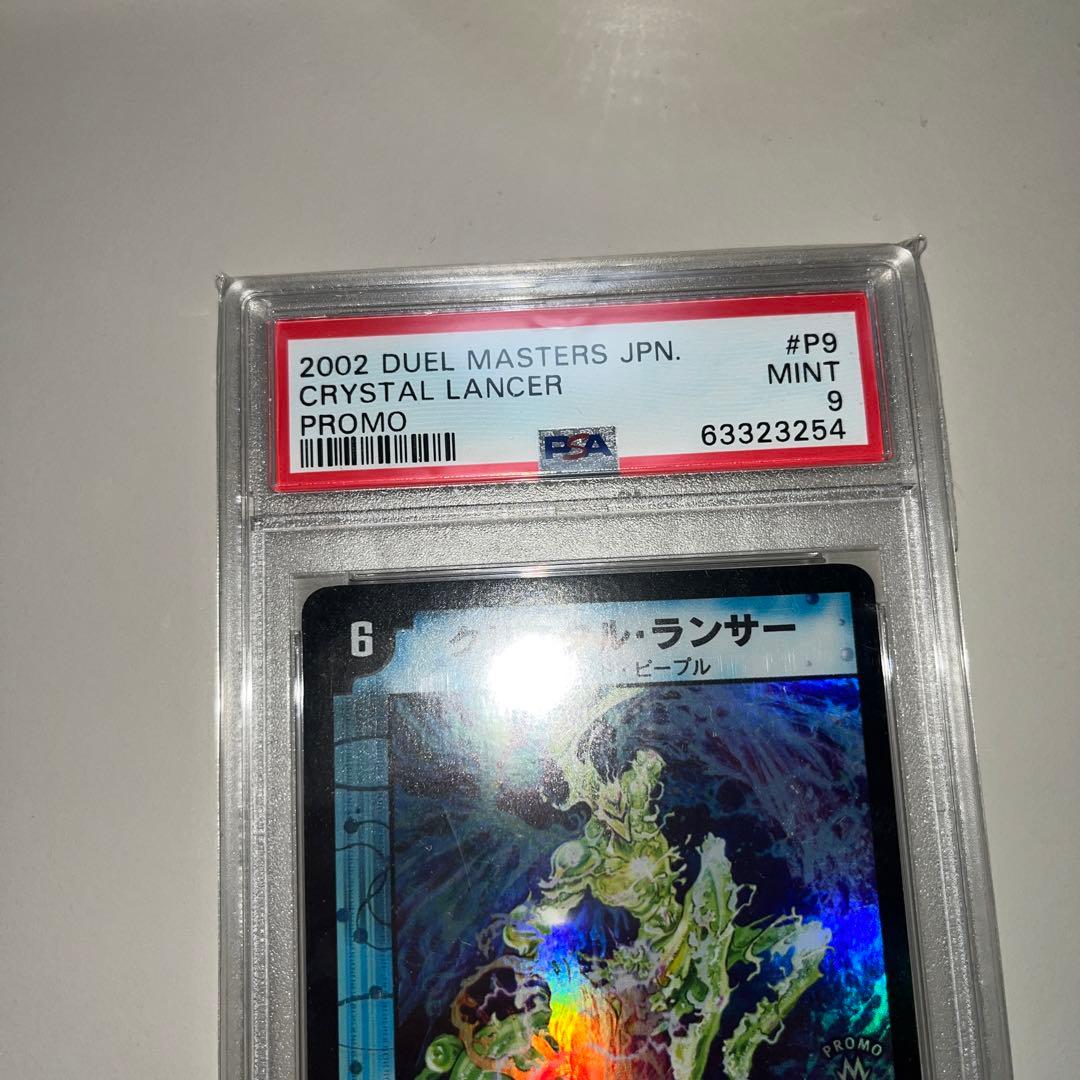 2002 DUEL MASTERS JPN. #P9
CRYSTAL LANCER MINT
PROMO 9
PSA 63323254
6
ル・ランサー
・ピープル
PROMO